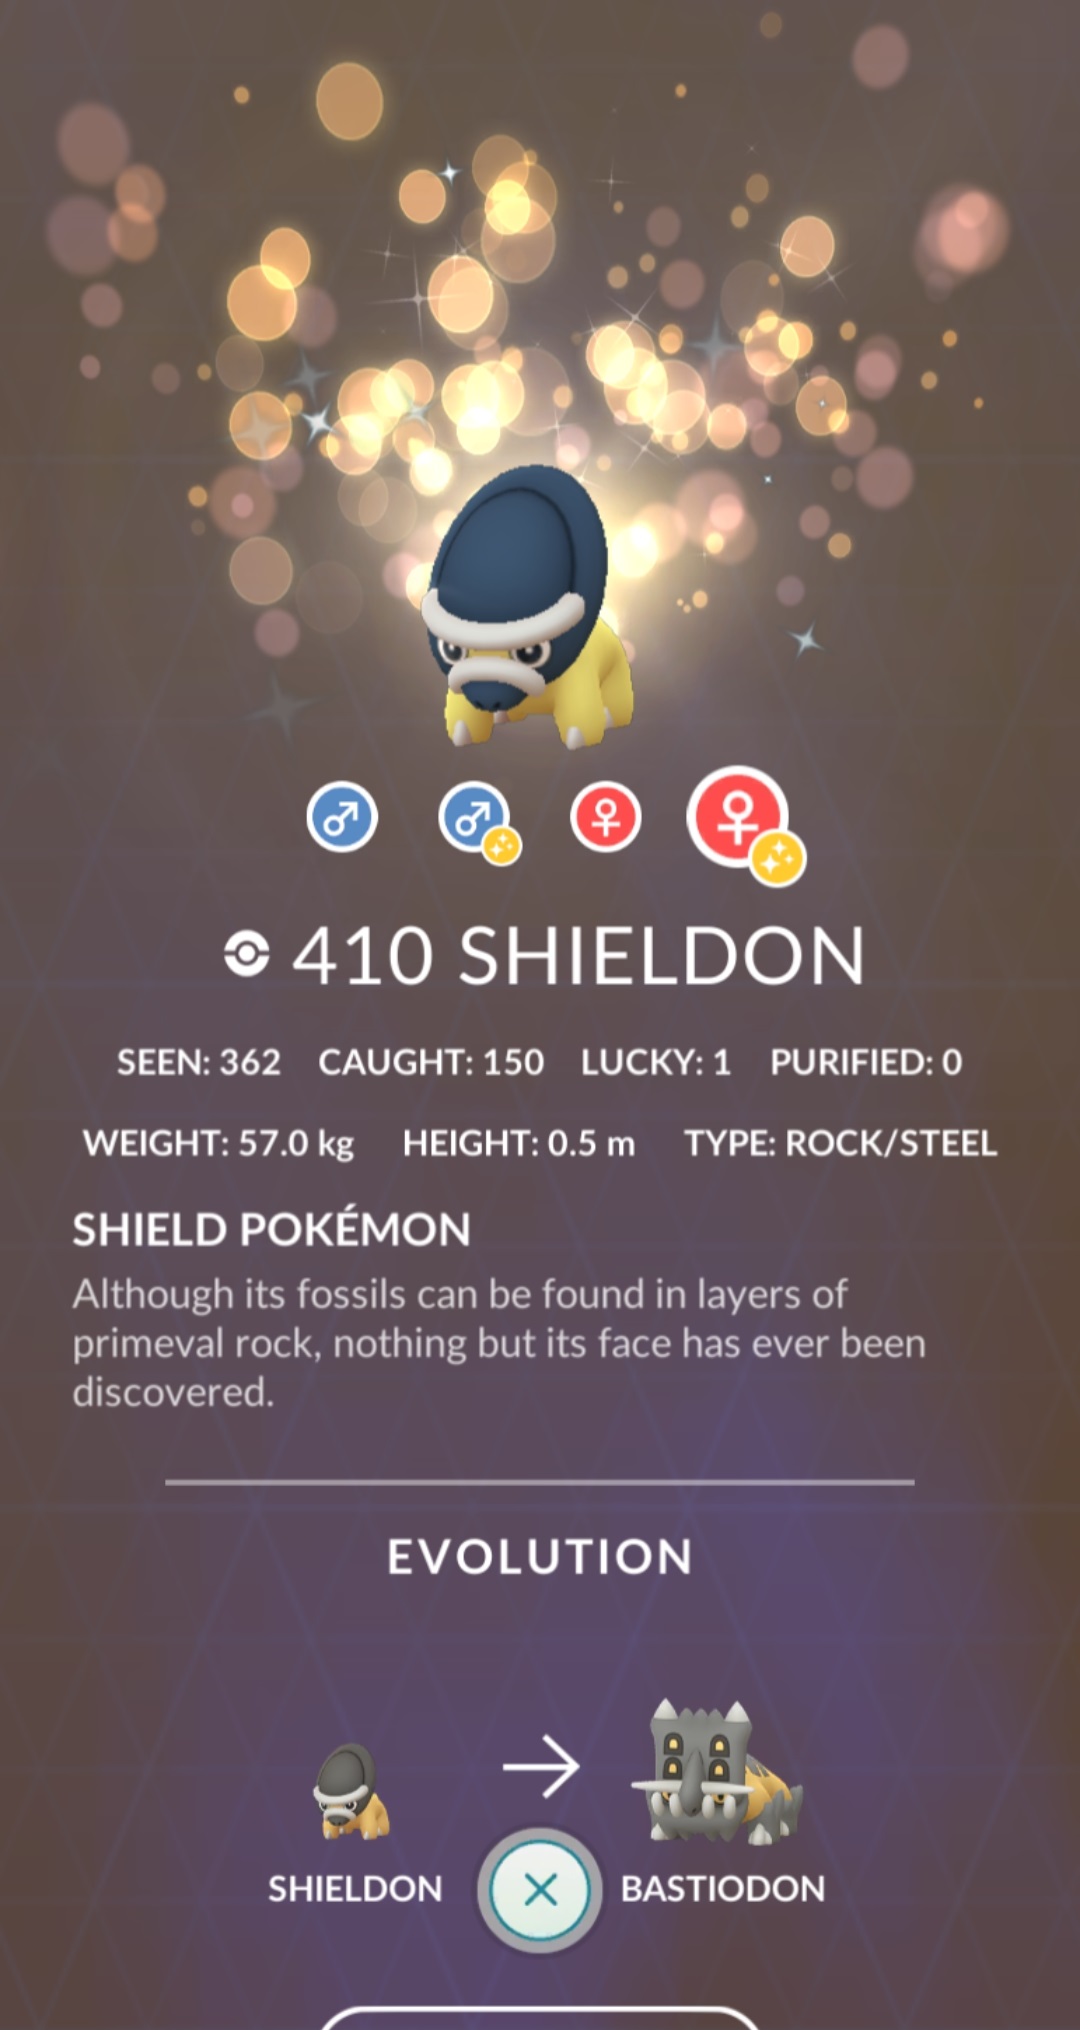 410 SHIELDON
SEEN: 362 CAUGHT: 150 LUCKY: 1 PURIFIED: 0
WEIGHT: 57.0 kg HEIGHT: 0.5 m TYPE: ROCK/STEEL
SHIELD POKÉMON
Although its fossils can be found in layers of
primeval rock, nothing but its face has ever been
discovered.
EVOLUTION
SHIELDON BASTIODON